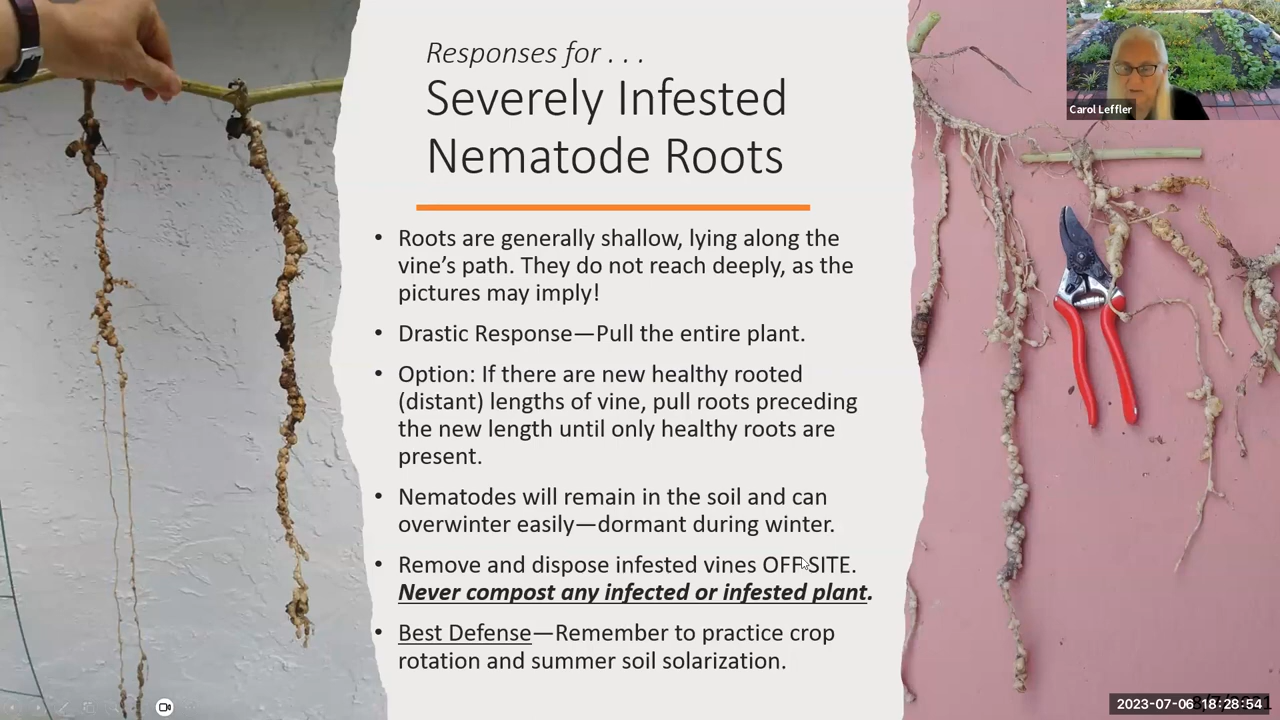 Responses for . . .
Severely Infested
Nematode Roots
Carol Leffler
• Roots are generally shallow, lying along the
vine’s path. They do not reach deeply, as the
pictures may imply!
• Drastic Response—Pull the entire plant.
• Option: If there are new healthy rooted
(distant) lengths of vine, pull roots preceding
the new length until only healthy roots are
present.
• Nematodes will remain in the soil and can
overwinter easily—dormant during winter.
• Remove and dispose infested vines OFF SITE.
Never compost any infected or infested plant.
• Best Defense—Remember to practice crop
rotation and summer soil solarization.
2023-07-06 18:28:54